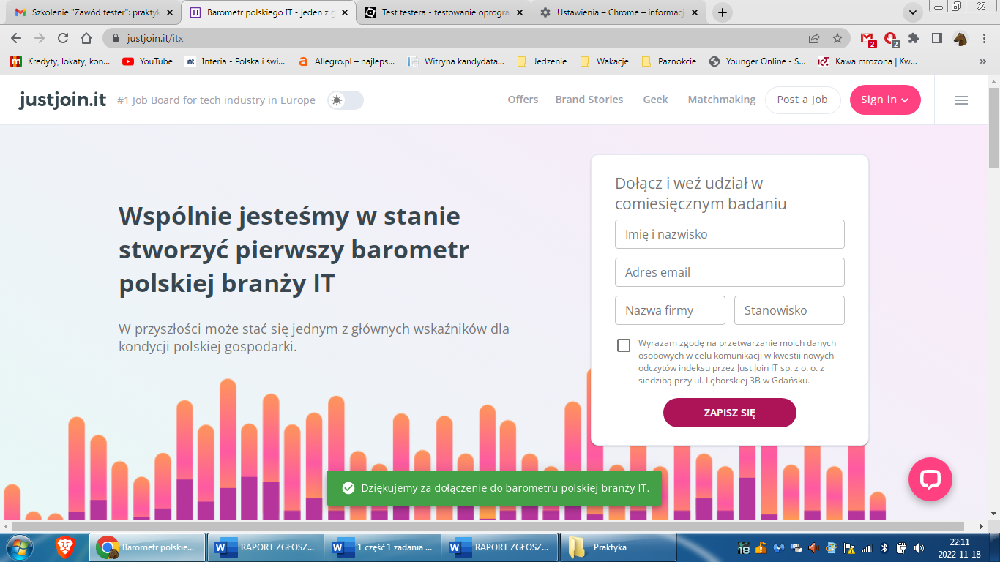 Szkolenie "Zawód tester": praktyk
Barometr polskiego IT - jeden z g
Test testera - testowanie oprogra
Ustawienia – Chrome – informacj
justjoin.it/itx
2
2
Kredyty, lokaty, kon...
YouTube
int
Interia - Polska i świ...
Allegro.pl – najleps...
Witryna kandydata...
Jedzenie
Wakacje
Paznokcie
Younger Online - S...
Kawa mrożona | Kw...
justjoin.it
#1 Job Board for tech industry in Europe
Offers
Brand Stories
Geek
Matchmaking
Post a Job
Sign in
Wspólnie jesteśmy w stanie
stworzyć pierwszy barometr
polskiej branży IT
W przyszłości może stać się jednym z głównych wskaźników dla
kondycji polskiej gospodarki.
Dołącz i weź udział w
comiesięcznym badaniu
Imię i nazwisko
Adres email
Nazwa firmy
Stanowisko
Wyrażam zgodę na przetwarzanie moich danych
osobowych w celu komunikacji w kwestii nowych
odczytów indeksu przez Just Join IT sp. z o. o. z
siedzibą przy ul. Lęborskiej 3B w Gdańsku.
ZAPISZ SIĘ
Dziękujemy za dołączenie do barometru polskiej branży IT.
Barometr polskie...
RAPORT ZGŁOSZ...
1 część 1 zadania ...
RAPORT ZGŁOSZ...
Praktyka
18
22:11
2022-11-18